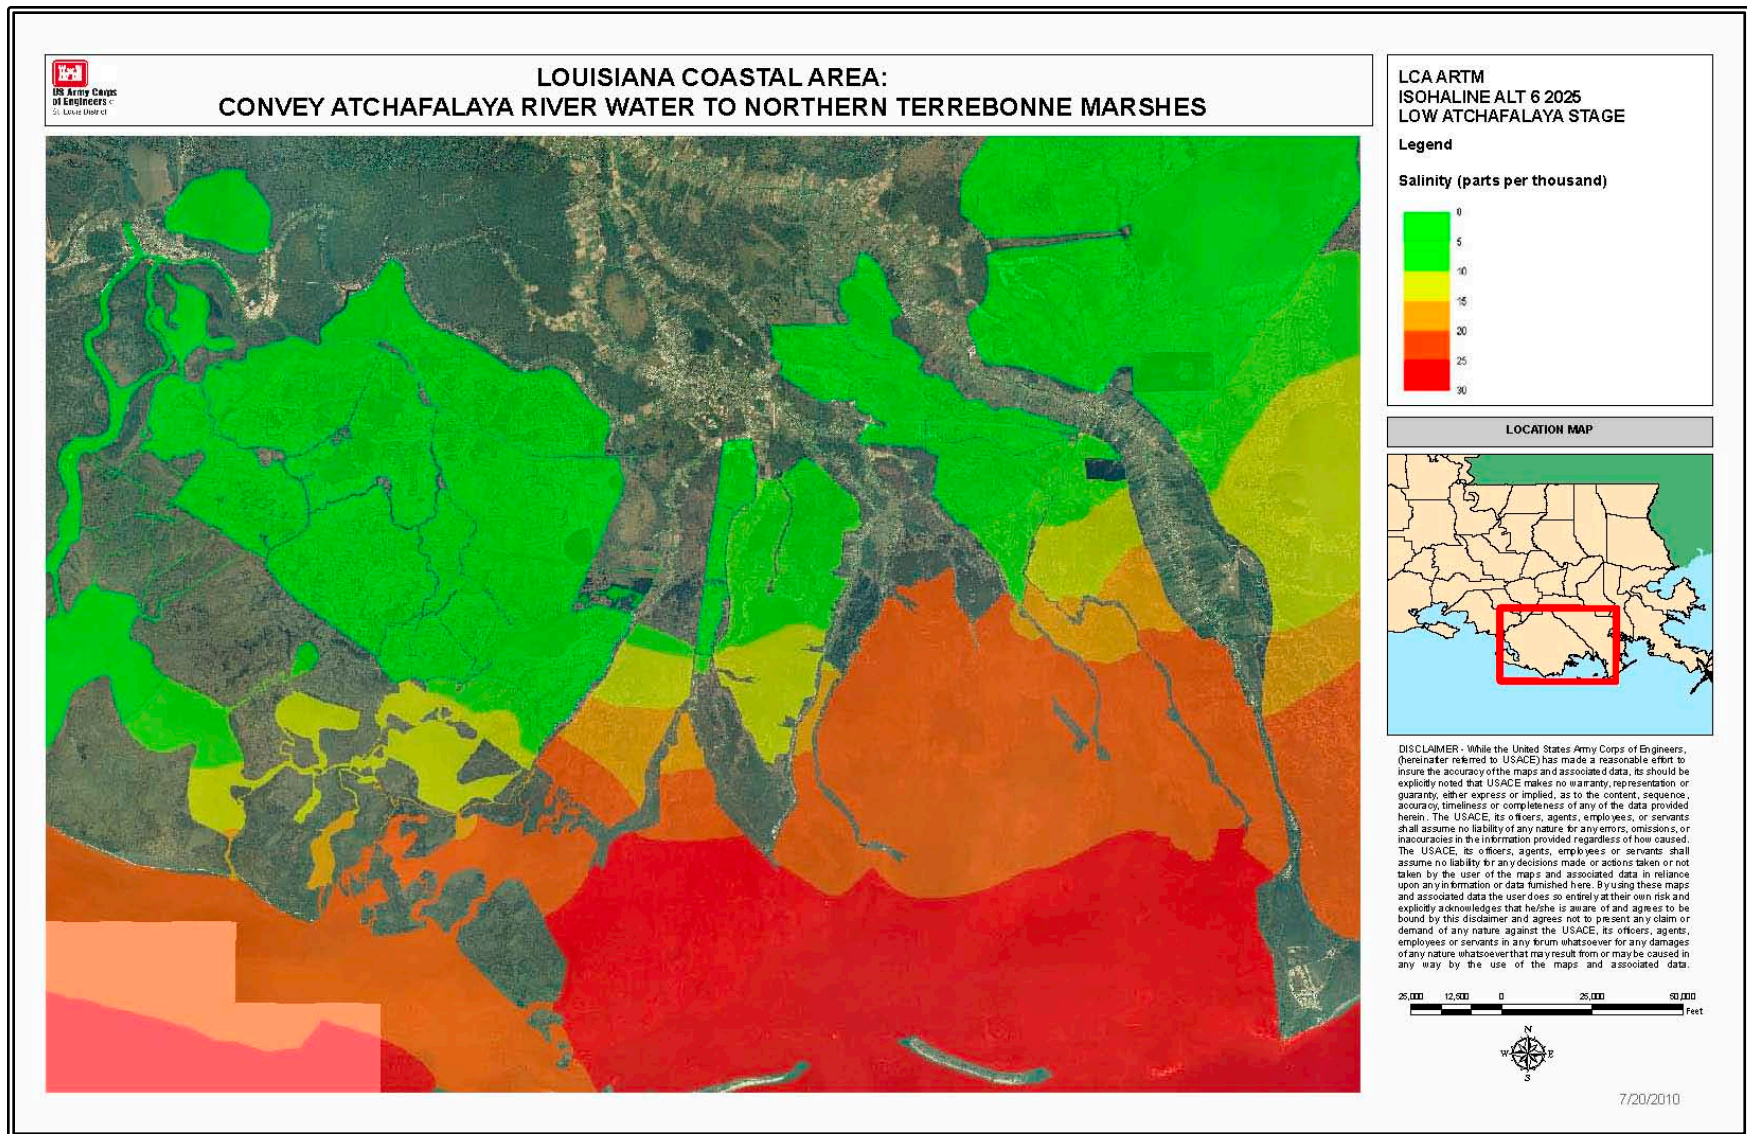 US Army Corps
of Engineers
St. Louis District
LOUISIANA COASTAL AREA:
CONVEY ATCHAFALAYA RIVER WATER TO NORTHERN TERREBONNE MARSHES
LCA ARTM
ISOHALINE ALT 6 2025
LOW ATCHAFALAYA STAGE
Legend
Salinity (parts per thousand)
0
5
10
15
20
25
30
LOCATION MAP
DISCLAIMER - While the United States Army Corps of Engineers,
(hereinafter referred to USACE) has made a reasonable effort to
insure the accuracy of the maps and associated data, its should be
explicitly noted that USACE makes no warranty, representation or
guaranty, either express or implied, as to the content, sequence,
accuracy, timeliness or completeness of any of the data provided
herein. The USACE, its officers, agents, employees, or servants
shall assume no liability of any nature for any errors, omissions, or
inaccuracies in the information provided regardless of how caused.
The USACE, its officers, agents, employees or servants shall
assume no liability for any decisions made or actions taken or not
taken by the user of the maps and associated data in reliance
upon any information or data furnished here. By using these maps
and associated data the user does so entirely at their own risk and
explicitly acknowledges that he/she is aware of and agrees to be
bound by this disclaimer and agrees not to present any claim or
demand of any nature against the USACE, its officers, agents,
employees or servants in any forum whatsoever for any damages
of any nature whatsoever that may result from or may be caused in
any way by the use of the maps and associated data.
25,000 12,500 0 25,000 50,000
Feet
N
W E
S
7/20/2010